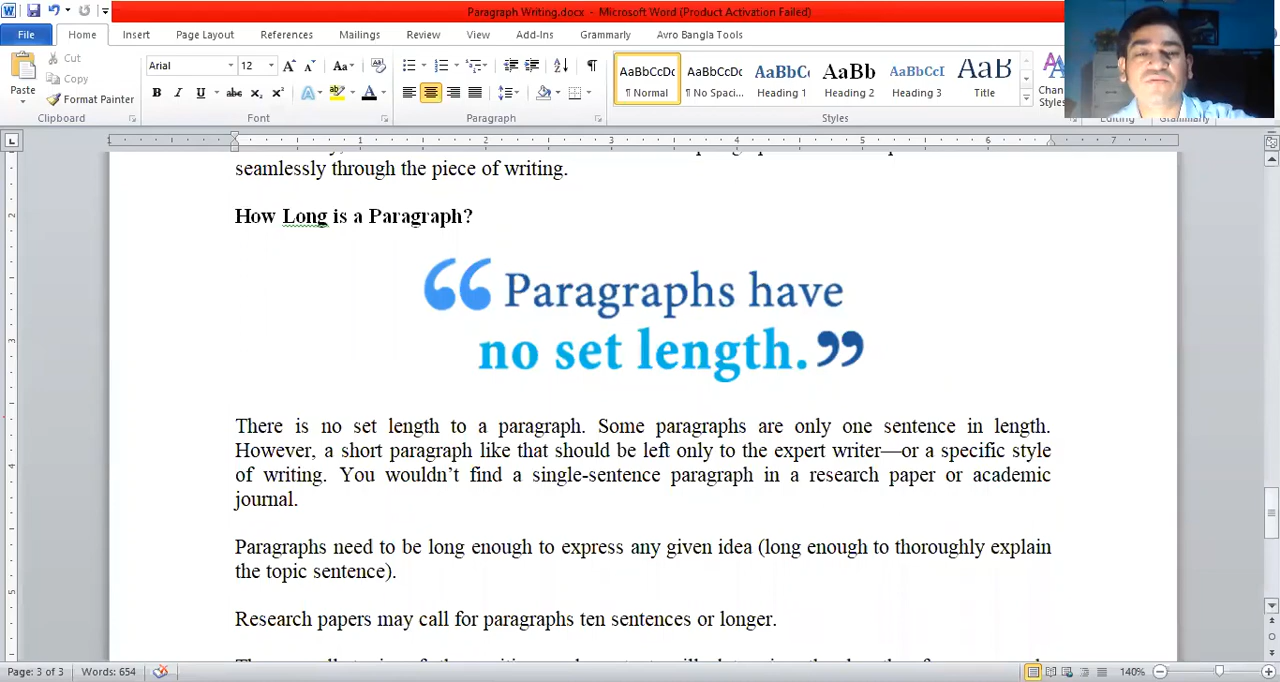 Paragraph Writing.docx - Microsoft Word (Product Activation Failed)
File Home Insert Page Layout References Mailings Review View Add-Ins Grammarly Avro Bangla Tools
Cut
Copy
Paste
Format Painter
Arial 12
AaBbCcDc AaBbCcDc AaBbC AaBb AaBbCcI AaB
¶ Normal ¶ No Spaci... Heading 1 Heading 2 Heading 3 Title
Styles
Clipboard Font Paragraph Styles
seamlessly through the piece of writing.
How Long is a Paragraph?
“ Paragraphs have
no set length. ”
There is no set length to a paragraph. Some paragraphs are only one sentence in length.
However, a short paragraph like that should be left only to the expert writer—or a specific style
of writing. You wouldn’t find a single-sentence paragraph in a research paper or academic
journal.
Paragraphs need to be long enough to express any given idea (long enough to thoroughly explain
the topic sentence).
Research papers may call for paragraphs ten sentences or longer.
Page: 3 of 3 Words: 654 140%